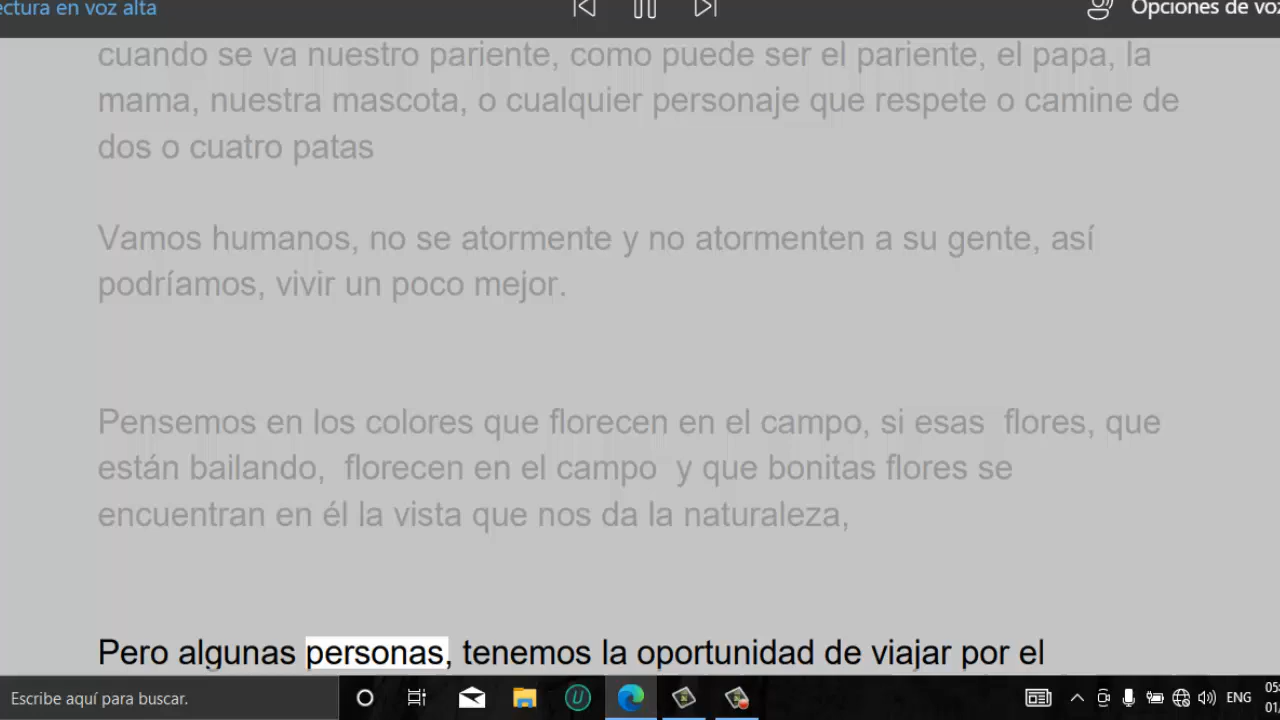 ectura en voz alta
Opciones de voz
cuando se va nuestro pariente, como puede ser el pariente, el papa, la
mama, nuestra mascota, o cualquier personaje que respete o camine de
dos o cuatro patas
Vamos humanos, no se atormente y no atormenten a su gente, así
podríamos, vivir un poco mejor.
Pensemos en los colores que florecen en el campo, si esas  flores, que
están bailando,  florecen en el campo  y que bonitas flores se
encuentran en él la vista que nos da la naturaleza,
Pero algunas personas, tenemos la oportunidad de viajar por el
Escribe aquí para buscar.
ENG
05:
01/